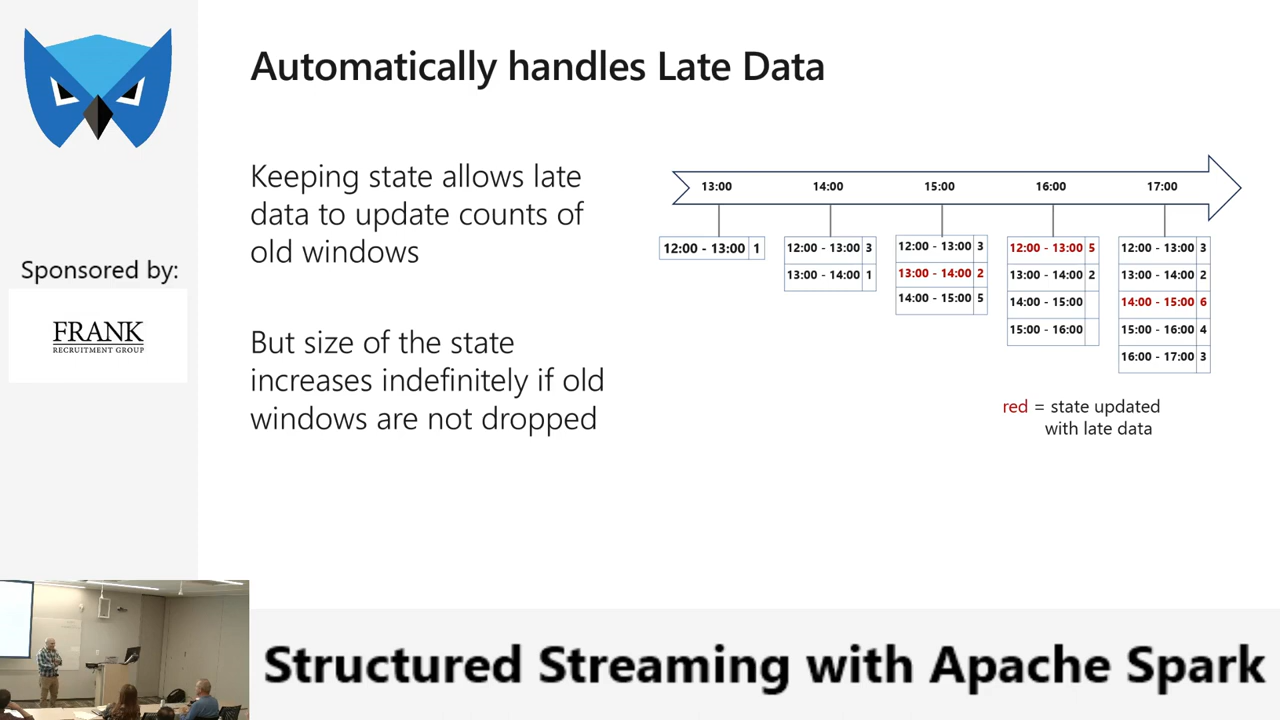 Automatically handles Late Data
Keeping state allows late
data to update counts of
old windows
But size of the state
increases indefinitely if old
windows are not dropped
Sponsored by:
FRANK
RECRUITMENT GROUP
13:00 14:00 15:00 16:00 17:00
12:00 - 13:00 1
12:00 - 13:00 3
13:00 - 14:00 1
12:00 - 13:00 3
13:00 - 14:00 2
14:00 - 15:00 5
12:00 - 13:00 5
13:00 - 14:00 2
14:00 - 15:00
15:00 - 16:00
12:00 - 13:00 3
13:00 - 14:00 2
14:00 - 15:00 6
15:00 - 16:00 4
16:00 - 17:00 3
red = state updated
with late data
Structured Streaming with Apache Spark